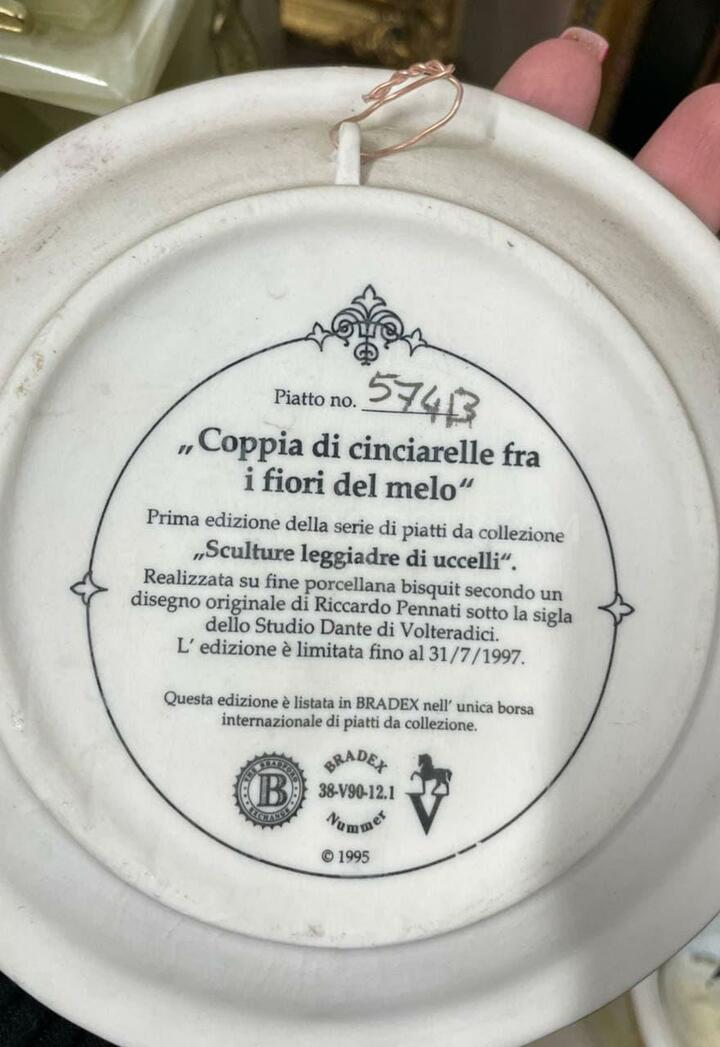 Piatto no. 57413
„Coppia di cinciarelle fra
i fiori del melo“
Prima edizione della serie di piatti da collezione
„Sculture leggiadre di uccelli“.
Realizzata su fine porcellana bisquit secondo un
disegno originale di Riccardo Pennati sotto la sigla
dello Studio Dante di Volteradici.
L’ edizione è limitata fino al 31/7/1997.
Questa edizione è listata in BRADEX nell’ unica borsa
internazionale di piatti da collezione.
THE BRADFORD
B
EXCHANGE
BRADEX
38-V90-12.1
Nummer
V
© 1995